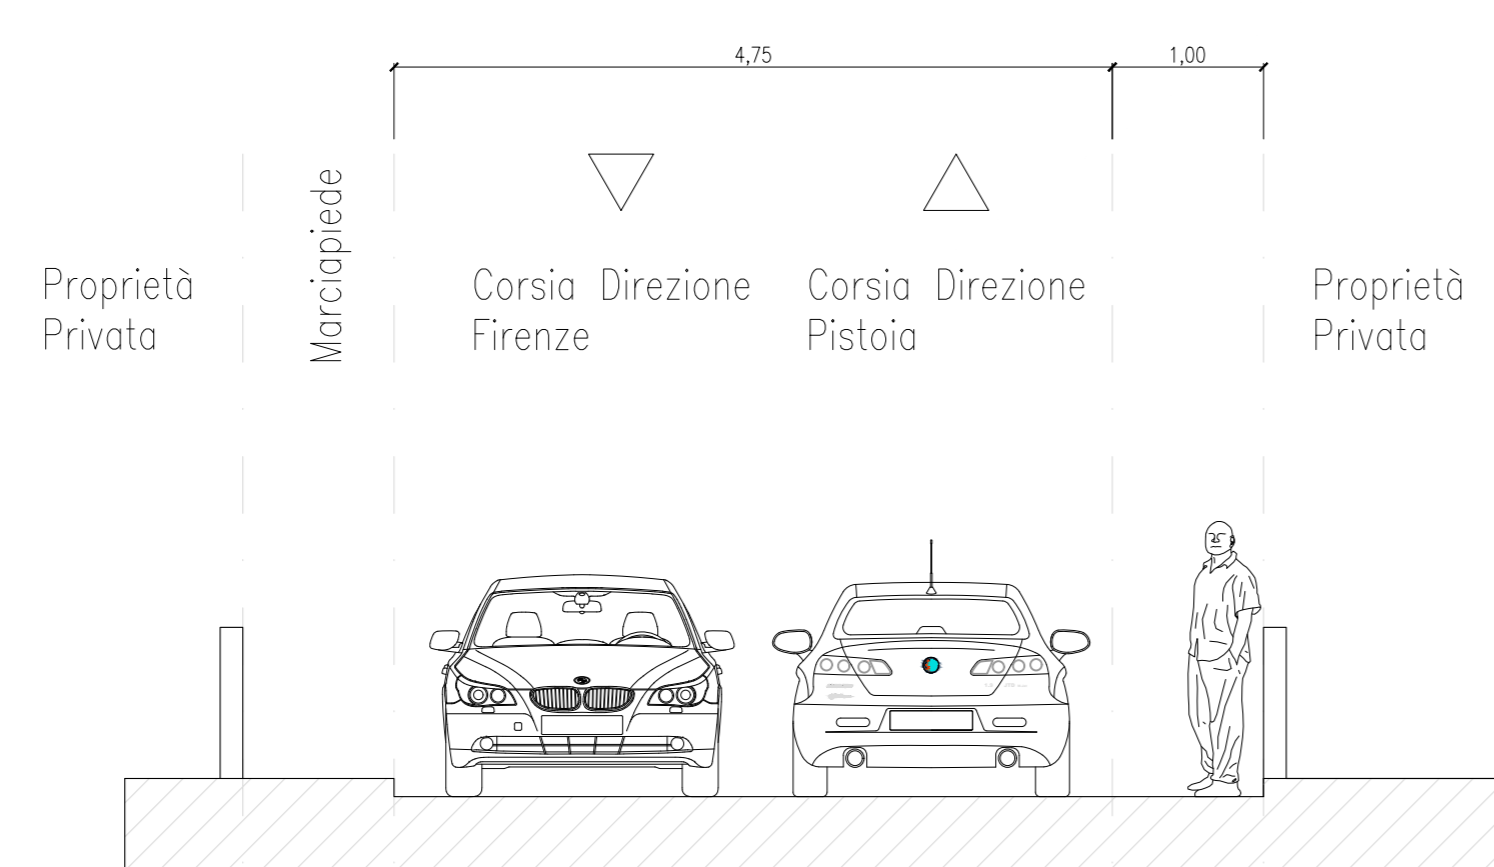 4,75
1,00
Marciapiede
Proprietà
Privata
Corsia Direzione
Firenze
Corsia Direzione
Pistoia
Proprietà
Privata